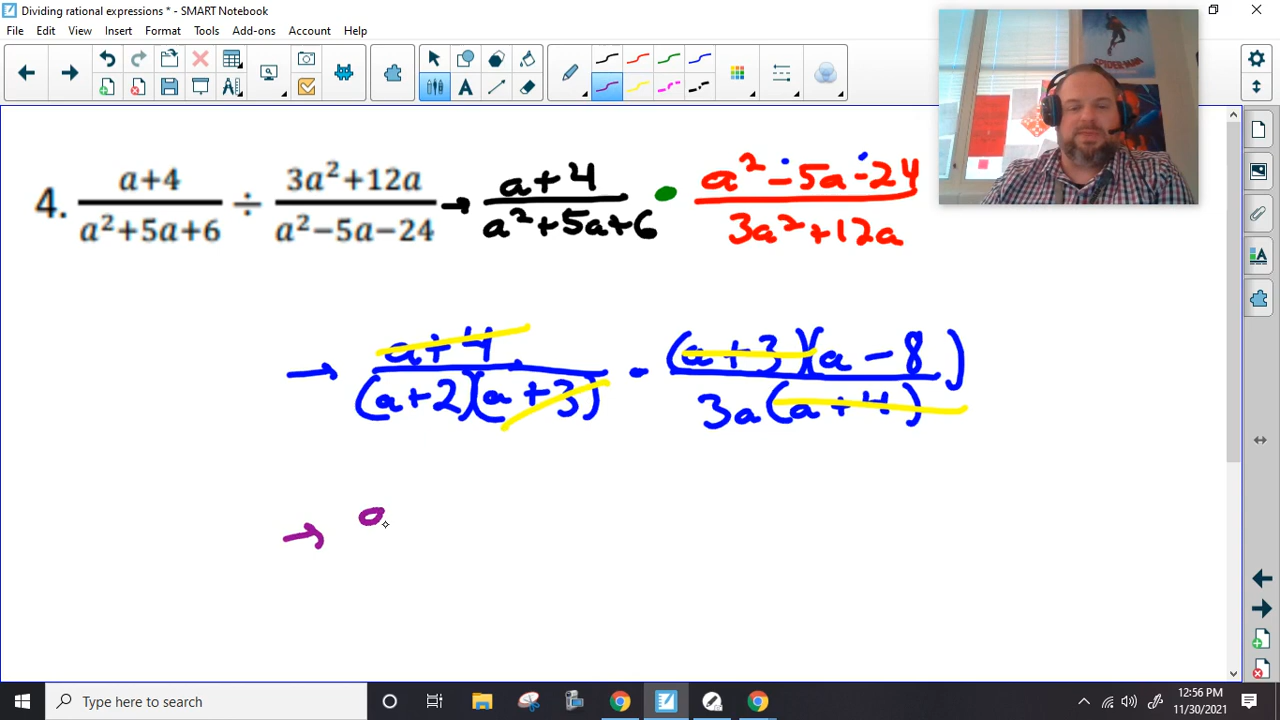 Dividing rational expressions * - SMART Notebook
File Edit View Insert Format Tools Add-ons Account Help
SPIDER-MAN
4. a+4 / a²+5a+6 ÷ 3a²+12a / a²−5a−24 → a+4 / a²+5a+6 • a²−5a−24 / 3a²+12a
→ a+4 / (a+2)(a+3) · (a+3)(a−8) / 3a(a+4)
→ a
Type here to search
12:56 PM
11/30/2021